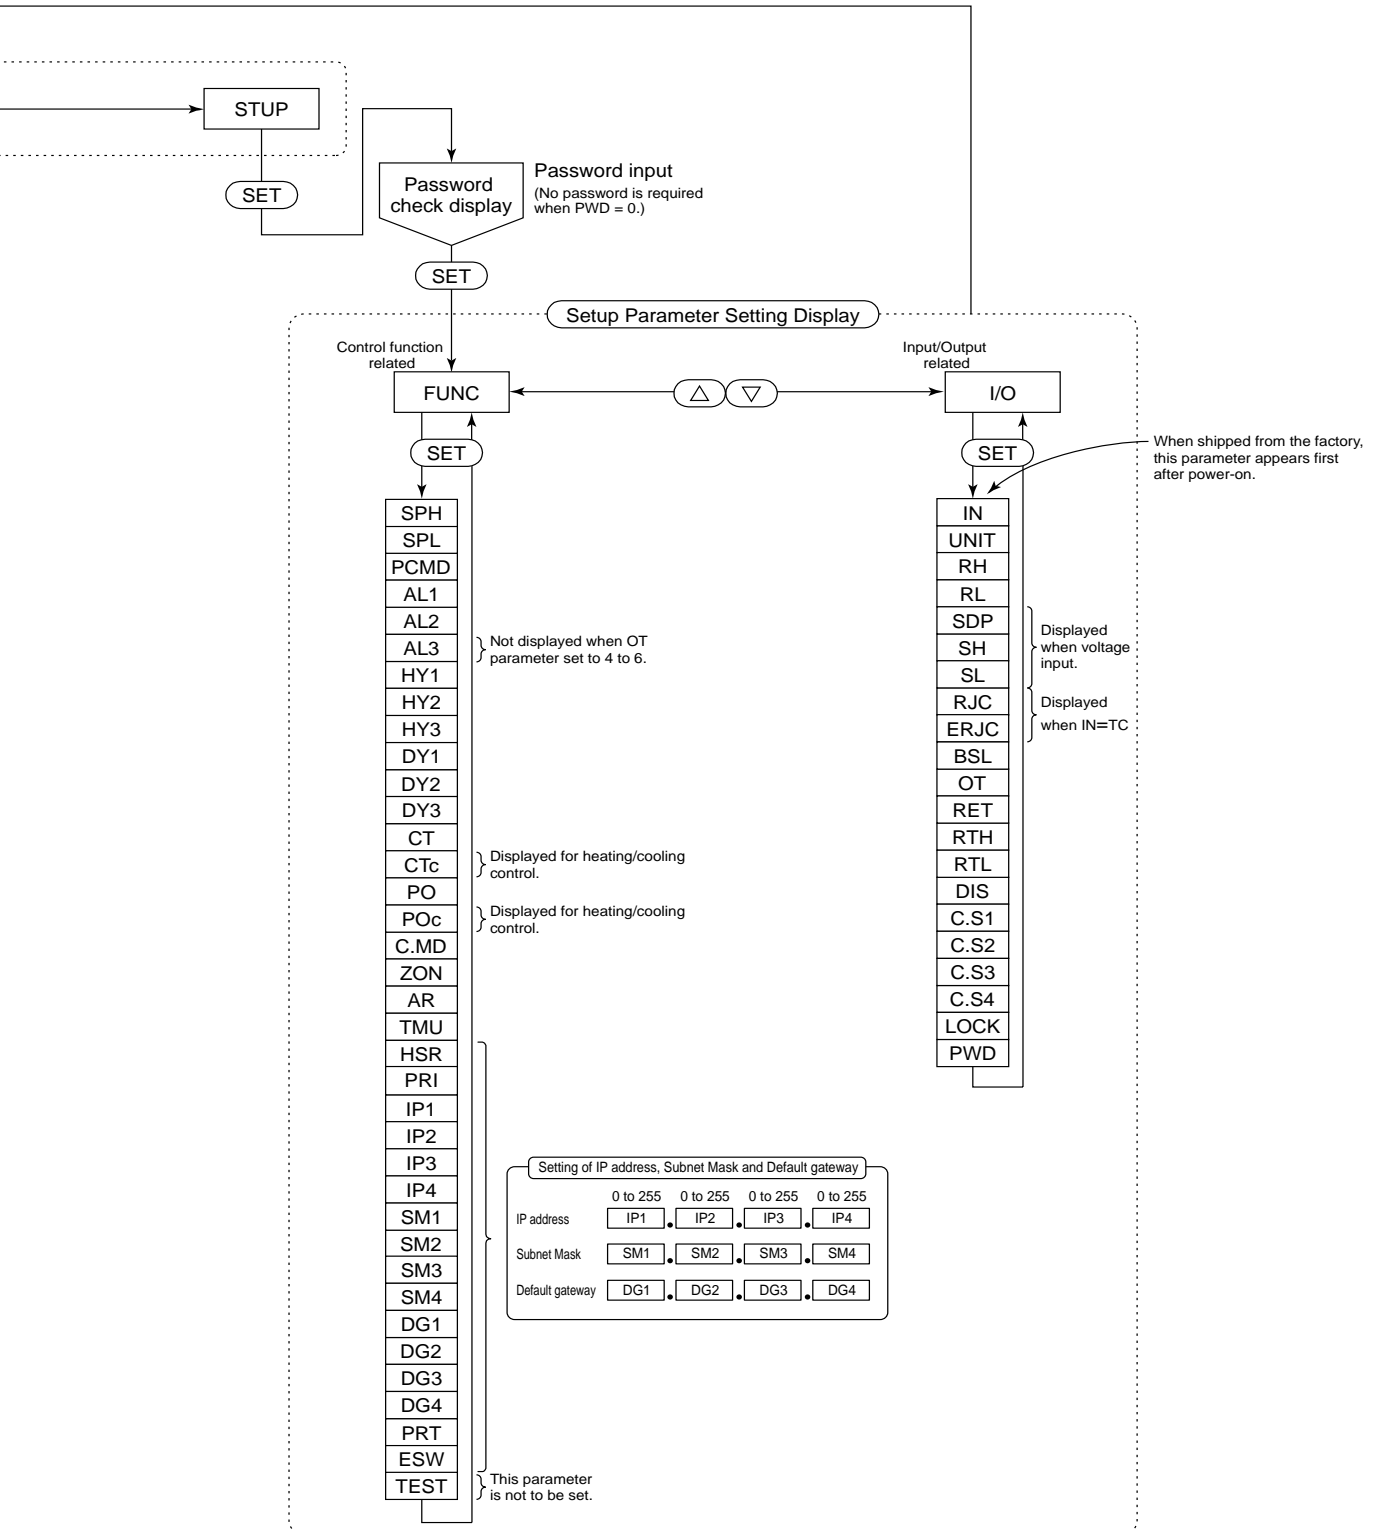 STUP
SET
Password
check display
Password input
(No password is required
when PWD = 0.)
SET
Setup Parameter Setting Display
Control function
related
FUNC
△ ▽
Input/Output
related
I/O
SET
SET
When shipped from the factory,
this parameter appears first
after power-on.
SPH
SPL
PCMD
AL1
AL2
AL3
Not displayed when OT
parameter set to 4 to 6.
HY1
HY2
HY3
DY1
DY2
DY3
CT
CTc
Displayed for heating/cooling
control.
PO
POc
Displayed for heating/cooling
control.
C.MD
ZON
AR
TMU
HSR
PRI
IP1
IP2
IP3
IP4
SM1
SM2
SM3
SM4
DG1
DG2
DG3
DG4
PRT
ESW
TEST
This parameter
is not to be set.
Setting of IP address, Subnet Mask and Default gateway
0 to 255 0 to 255 0 to 255 0 to 255
IP address IP1 . IP2 . IP3 . IP4
Subnet Mask SM1 . SM2 . SM3 . SM4
Default gateway DG1 . DG2 . DG3 . DG4
IN
UNIT
RH
RL
SDP
SH
SL
Displayed
when voltage
input.
RJC
ERJC
Displayed
when IN=TC
BSL
OT
RET
RTH
RTL
DIS
C.S1
C.S2
C.S3
C.S4
LOCK
PWD